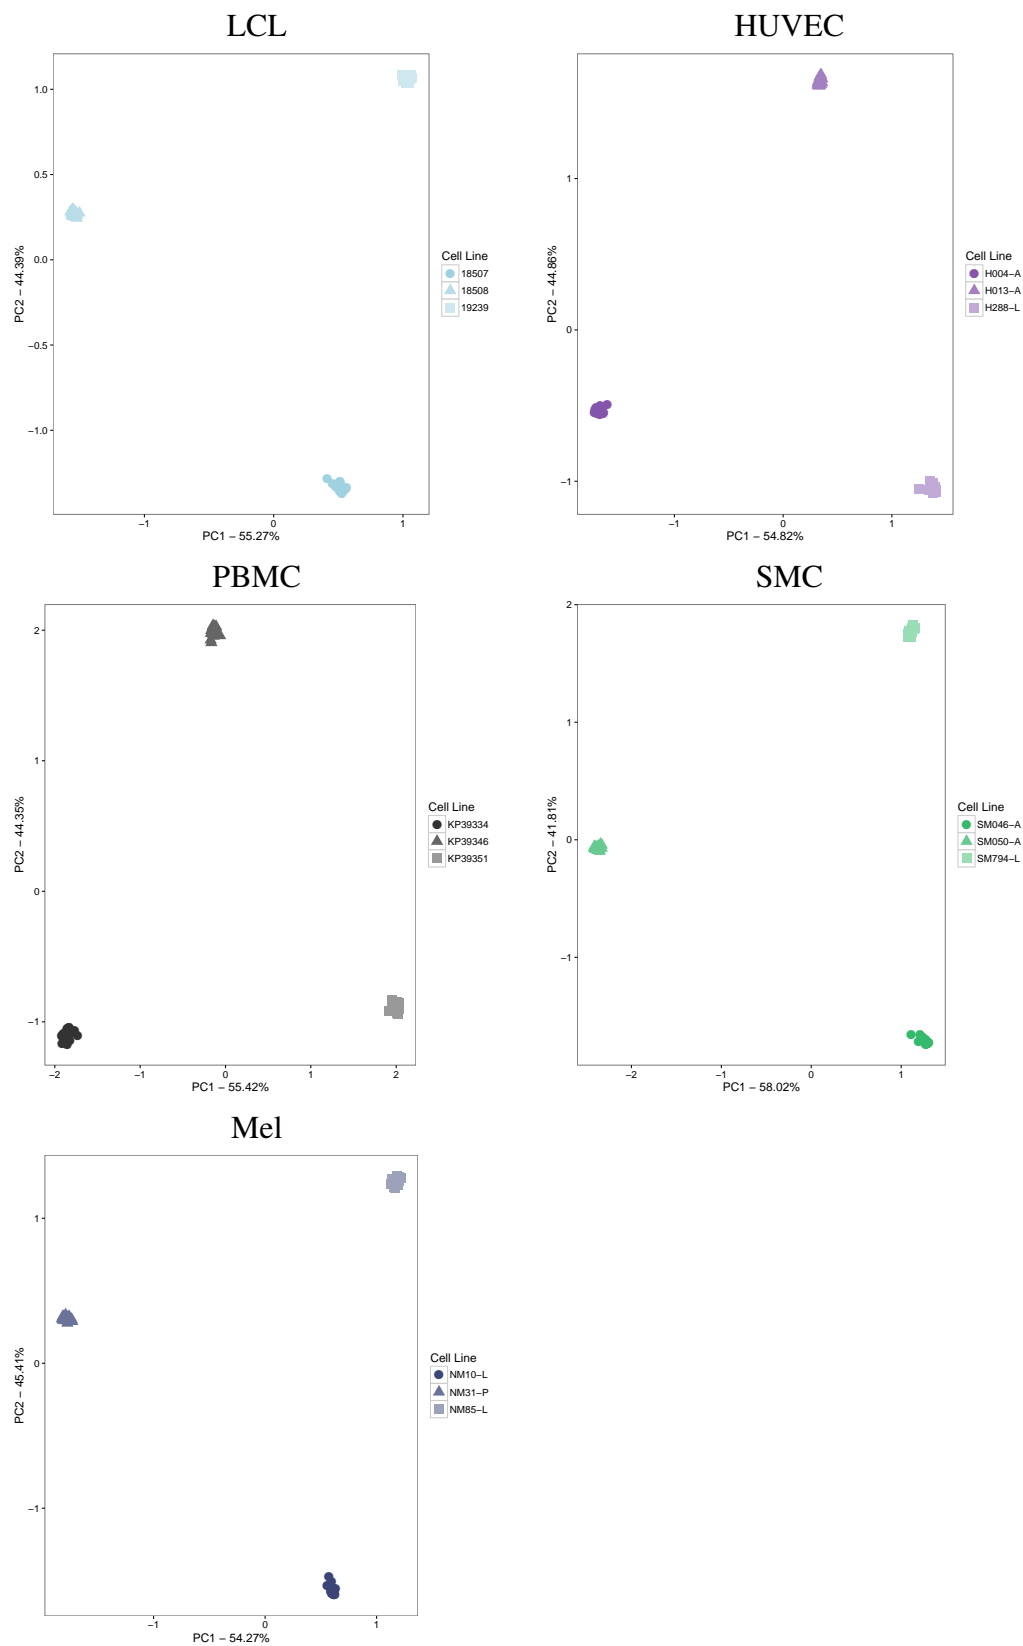 LCL
1.0
0.5
0.0
−0.5
−1.0
PC2 − 44.39%
−1
0
1
PC1 − 55.27%
Cell Line
18507
18508
19239
HUVEC
1
0
−1
PC2 − 44.86%
−1
0
1
PC1 − 54.82%
Cell Line
H004−A
H013−A
H288−L
PBMC
2
1
0
−1
PC2 − 44.35%
−2
−1
0
1
2
PC1 − 55.42%
Cell Line
KP39334
KP39346
KP39351
SMC
2
1
0
−1
PC2 − 41.81%
−2
−1
0
1
PC1 − 58.02%
Cell Line
SM046−A
SM050−A
SM794−L
Mel
1
0
−1
PC2 − 45.41%
−1
0
1
PC1 − 54.27%
Cell Line
NM10−L
NM31−P
NM85−L